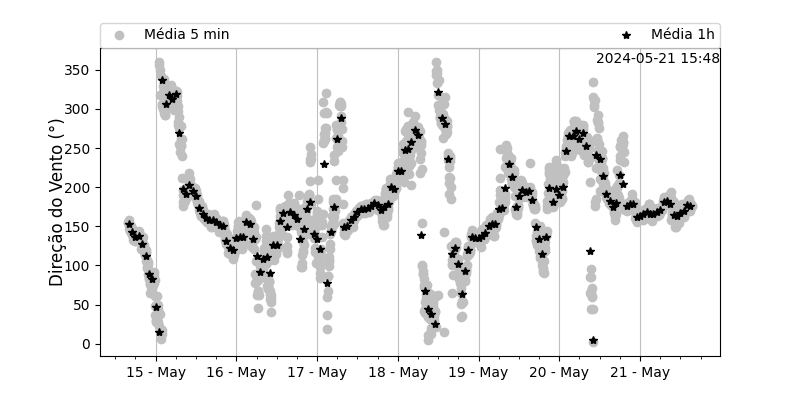 Média 5 min
Média 1h
2024-05-21 15:48
Direção do Vento (°)
350
300
250
200
150
100
50
0
15 - May
16 - May
17 - May
18 - May
19 - May
20 - May
21 - May